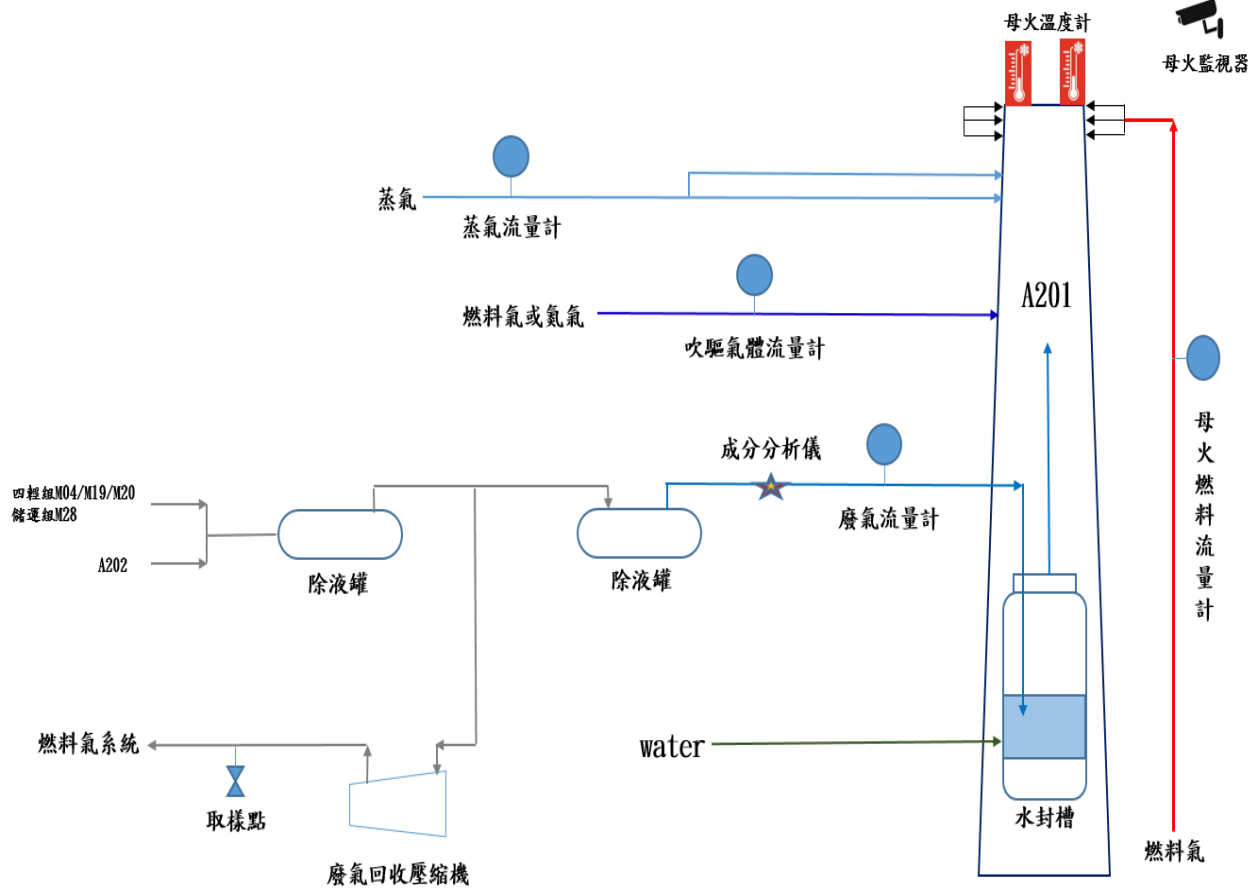 母火溫度計
母火監視器
蒸氣
蒸氣流量計
A201
燃料氣或氮氣
吹驅氣體流量計
母火燃料流量計
成分分析儀
四輕組M04/M19/M20
儲運組M28
廢氣流量計
A202
除液罐
除液罐
燃料氣系統
water
取樣點
水封槽
燃料氣
廢氣回收壓縮機